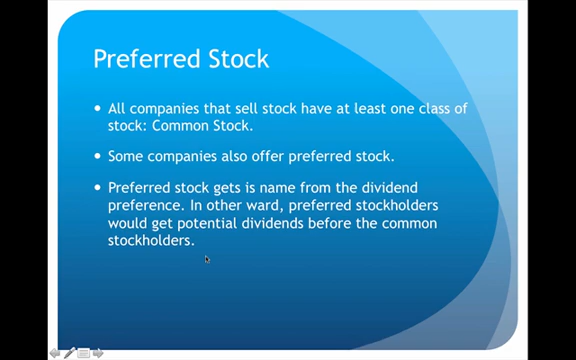 Preferred Stock
• All companies that sell stock have at least one class of
stock: Common Stock.
• Some companies also offer preferred stock.
• Preferred stock gets is name from the dividend
preference. In other ward, preferred stockholders
would get potential dividends before the common
stockholders.